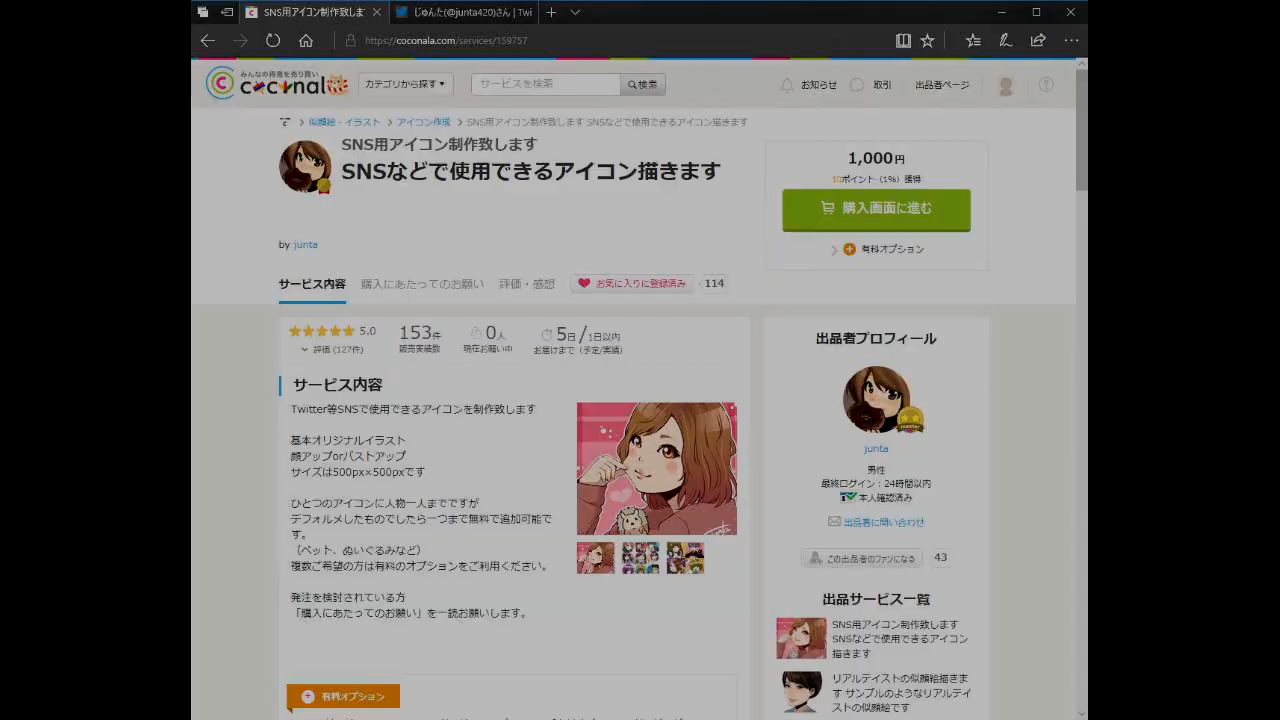 SNS用アイコン制作致しま
じゅんた(@junta420)さん | Twi
https://coconala.com/services/159757
みんなの得意を売り買い
coconala
カテゴリから探す
サービスを検索
検索
お知らせ
取引
出品者ページ
似顔絵・イラスト
アイコン作成
SNS用アイコン制作致します SNSなどで使用できるアイコン描きます
SNS用アイコン制作致します
SNSなどで使用できるアイコン描きます
by junta
1,000円
10ポイント（1%）獲得
購入画面に進む
有料オプション
サービス内容
購入にあたってのお願い
評価・感想
お気に入りに登録済み
114
5.0
評価 (127件)
153件
販売実績数
0人
現在お願い中
5日/1日以内
お届けまで（予定/実績）
サービス内容
Twitter等SNSで使用できるアイコンを制作致します
基本オリジナルイラスト
顔アップorバストアップ
サイズは500px×500pxです
ひとつのアイコンに人物一人までですが
デフォルメしたものでしたら一つまで無料で追加可能で
す。
（ペット、ぬいぐるみなど）
複数ご希望の方は有料のオプションをご利用ください。
発注を検討されている方
「購入にあたってのお願い」を一読お願いします。
有料オプション
出品者プロフィール
junta
男性
最終ログイン：24時間以内
本人確認済み
出品者に問い合わせ
この出品者のファンになる
43
出品サービス一覧
SNS用アイコン制作致します
SNSなどで使用できるアイコン
描きます
リアルテイストの似顔絵描きま
す サンプルのようなリアルテイ
ストの似顔絵です